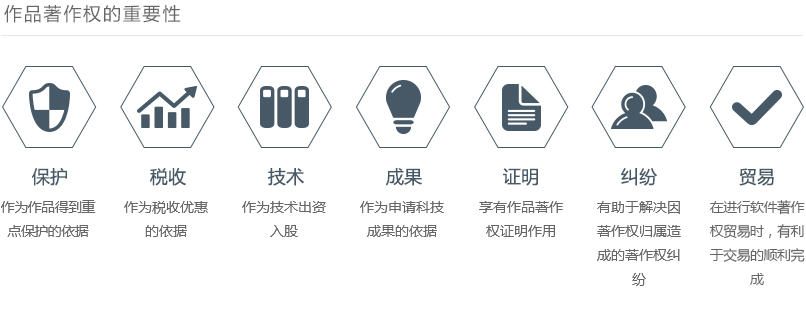 作品著作权的重要性
保护
作为作品得到重
点保护的依据
税收
作为税收优惠
的依据
技术
作为技术出资
入股
成果
作为申请科技
成果的依据
证明
享有作品著作
权证明作用
纠纷
有助于解决因
著作权归属造
成的著作权纠
纷
贸易
在进行软件著作
权贸易时，有利
于交易的顺利完
成